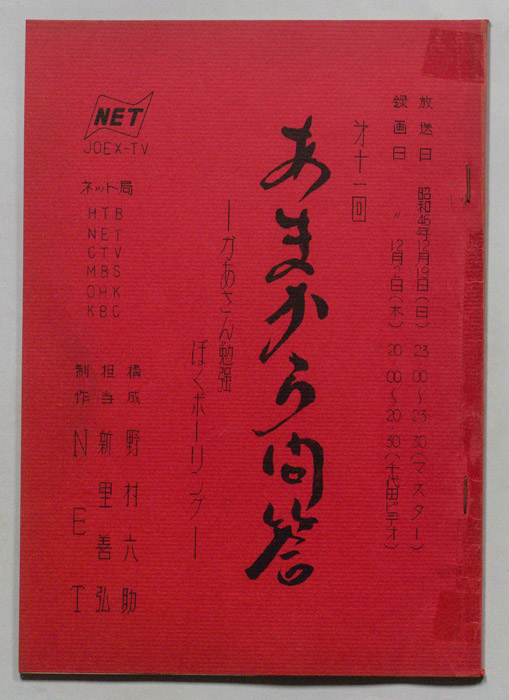 放送日 昭和46年12月19日(日) 23:00〜23:30(マスター)
録画日 〃 12月2日(木) 20:00〜20:30(千代田ビデオ)
才十一回
あまから問答
ーかあさん勉強
ぼくボーリングー
NET
JOEX-TV
ネット局
HTB
NET
CTV
MBS
OHK
KBC
構成 野村六助
担当 新里善弘
制作 NET